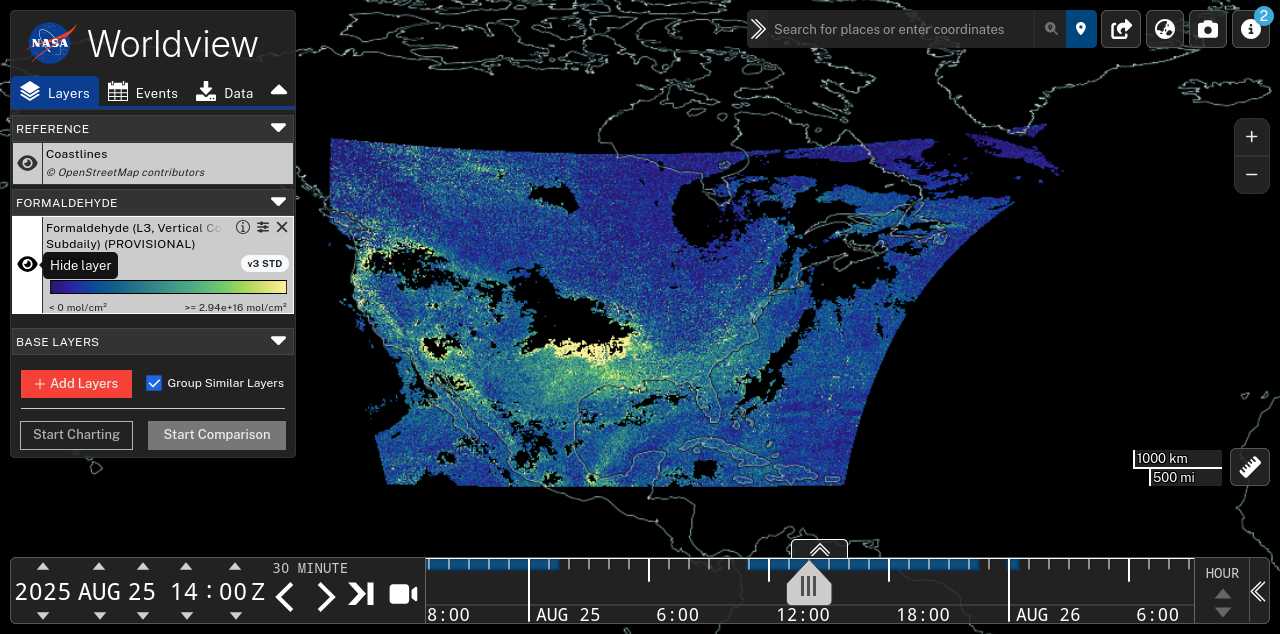 NASA
Worldview
Search for places or enter coordinates
2
Layers
Events
Data
REFERENCE
Coastlines
© OpenStreetMap contributors
FORMALDEHYDE
Formaldehyde (L3, Vertical Co
Subdaily) (PROVISIONAL)
Hide layer
v3 STD
< 0 mol/cm²
>= 2.94e+16 mol/cm²
BASE LAYERS
+ Add Layers
Group Similar Layers
Start Charting
Start Comparison
1000 km
500 mi
2025 AUG 25 14 : 00 Z
30 MINUTE
8:00
AUG 25
6:00
12:00
18:00
AUG 26
6:00
HOUR